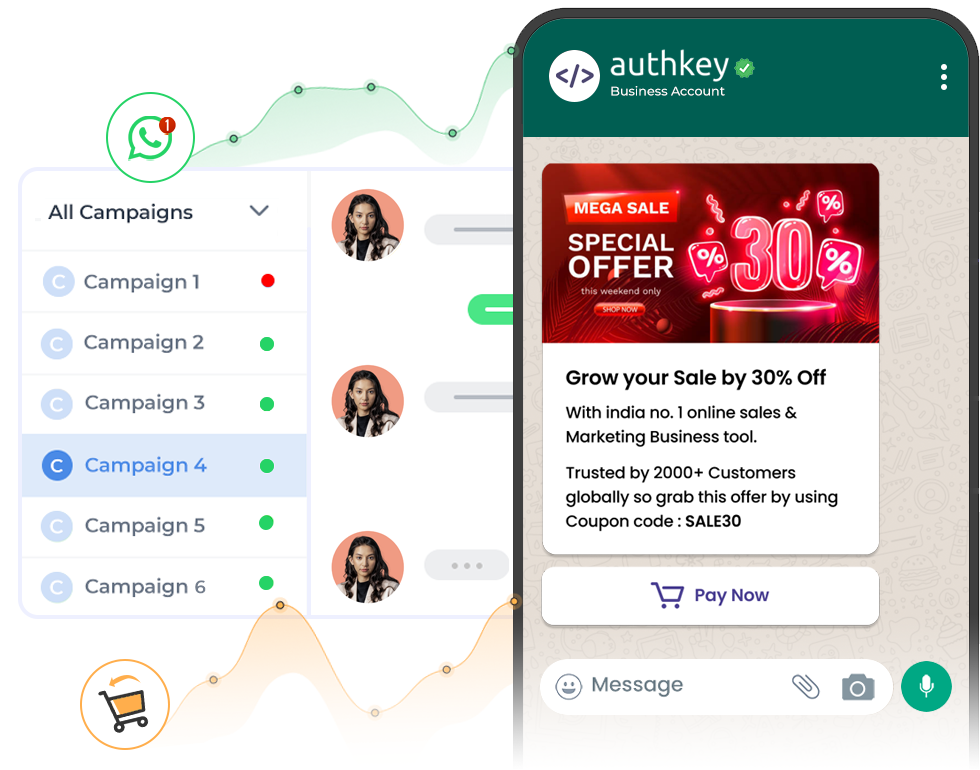 1
All Campaigns
C Campaign 1
C Campaign 2
C Campaign 3
C Campaign 4
C Campaign 5
C Campaign 6
</> authkey
Business Account
MEGA SALE
SPECIAL
OFFER
this weekend only
SHOP NOW
%
30
%
%
Grow your Sale by 30% Off
With india no. 1 online sales &
Marketing Business tool.
Trusted by 2000+ Customers
globally so grab this offer by using
Coupon code : SALE30
Pay Now
Message